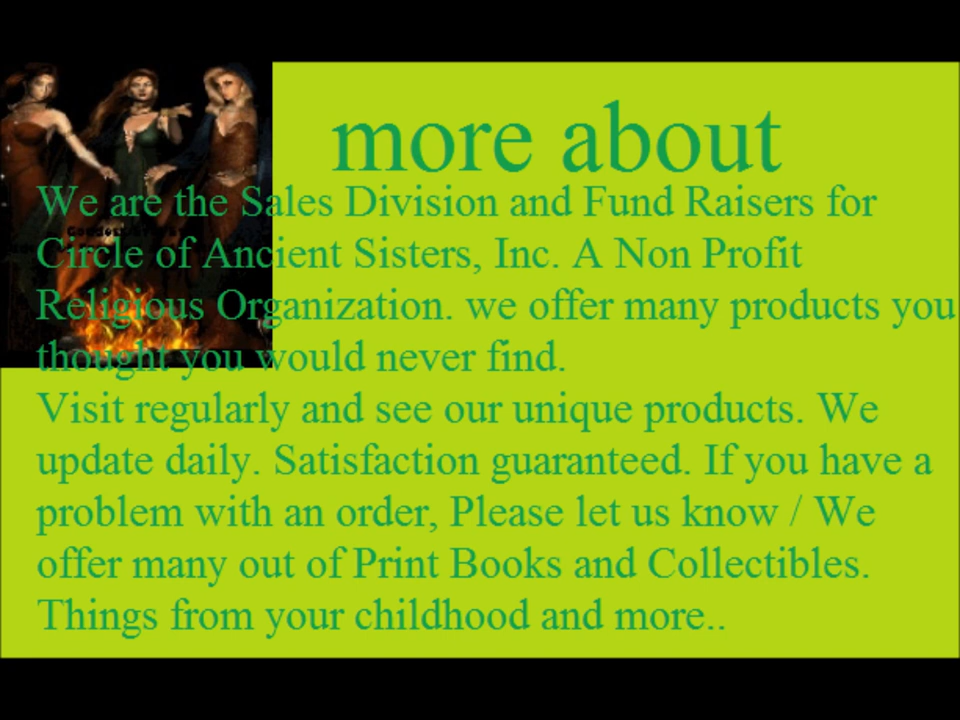 more about
We are the Sales Division and Fund Raisers for
Circle of Ancient Sisters, Inc. A Non Profit
Religious Organization. we offer many products you
thought you would never find.
Visit regularly and see our unique products. We
update daily. Satisfaction guaranteed. If you have a
problem with an order, Please let us know / We
offer many out of Print Books and Collectibles.
Things from your childhood and more..